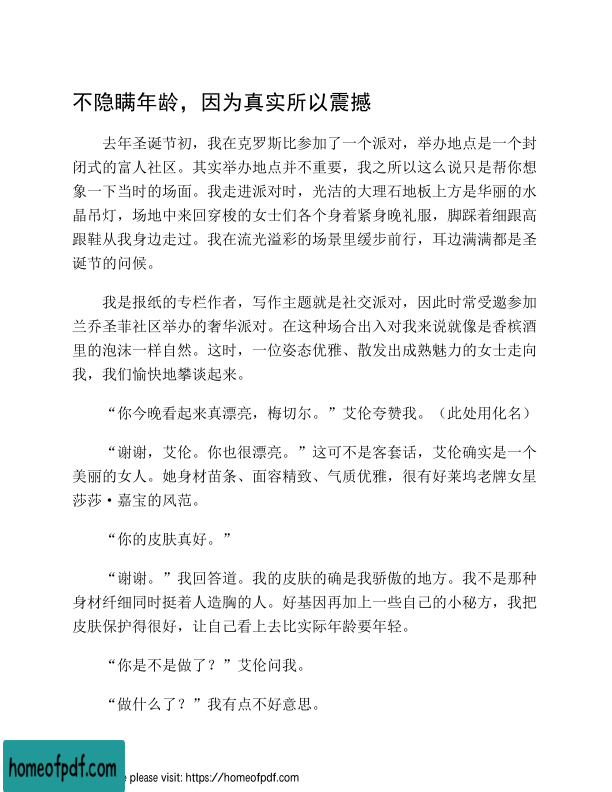 不隐瞒年龄，因为真实所以震撼
去年圣诞节初，我在克罗斯比参加了一个派对，举办地点是一个封
闭式的富人社区。其实举办地点并不重要，我之所以这么说只是帮你想
象一下当时的场面。我走进派对时，光洁的大理石地板上方是华丽的水
晶吊灯，场地中来回穿梭的女士们各个身着紧身晚礼服，脚踩着细跟高
跟鞋从我身边走过。我在流光溢彩的场景里缓步前行，耳边满满都是圣
诞节的问候。
我是报纸的专栏作者，写作主题就是社交派对，因此时常受邀参加
兰乔圣菲社区举办的奢华派对。在这种场合出入对我来说就像是香槟酒
里的泡沫一样自然。这时，一位姿态优雅、散发出成熟魅力的女士走向
我，我们愉快地攀谈起来。
“你今晚看起来真漂亮，梅切尔。”艾伦夸赞我。（此处用化名）
“谢谢，艾伦。你也很漂亮。”这可不是客套话，艾伦确实是一个
美丽的女人。她身材苗条、面容精致、气质优雅，很有好莱坞老牌女星
莎莎·嘉宝的风范。
“你的皮肤真好。”
“谢谢。”我回答道。我的皮肤的确是我骄傲的地方。我不是那种
身材纤细同时挺着人造胸的人。好基因再加上一些自己的小秘方，我把
皮肤保护得很好，让自己看上去比实际年龄要年轻。
“你是不是做了？”艾伦问我。
“做什么了？”我有点不好意思。
homeofpdf.com
e please visit: https://homeofpdf.com